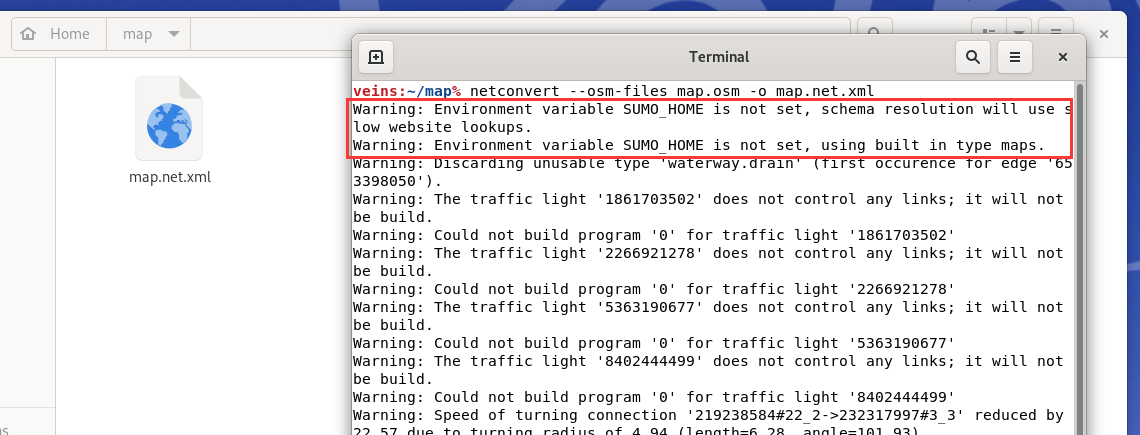 Home
map
map.net.xml
Terminal
veins:~/map% netconvert --osm-files map.osm -o map.net.xml
Warning: Environment variable SUMO_HOME is not set, schema resolution will use s
low website lookups.
Warning: Environment variable SUMO_HOME is not set, using built in type maps.
Warning: Discarding unusable type 'waterway.drain' (first occurence for edge '65
3398050').
Warning: The traffic light '1861703502' does not control any links; it will not
be build.
Warning: Could not build program '0' for traffic light '1861703502'
Warning: The traffic light '2266921278' does not control any links; it will not
be build.
Warning: Could not build program '0' for traffic light '2266921278'
Warning: The traffic light '5363190677' does not control any links; it will not
be build.
Warning: Could not build program '0' for traffic light '5363190677'
Warning: The traffic light '8402444499' does not control any links; it will not
be build.
Warning: Could not build program '0' for traffic light '8402444499'
Warning: Speed of turning connection '219238584#22_2->232317997#3_3' reduced by
22.57 due to turning radius of 4.94 (length=6.28, angle=101.93)